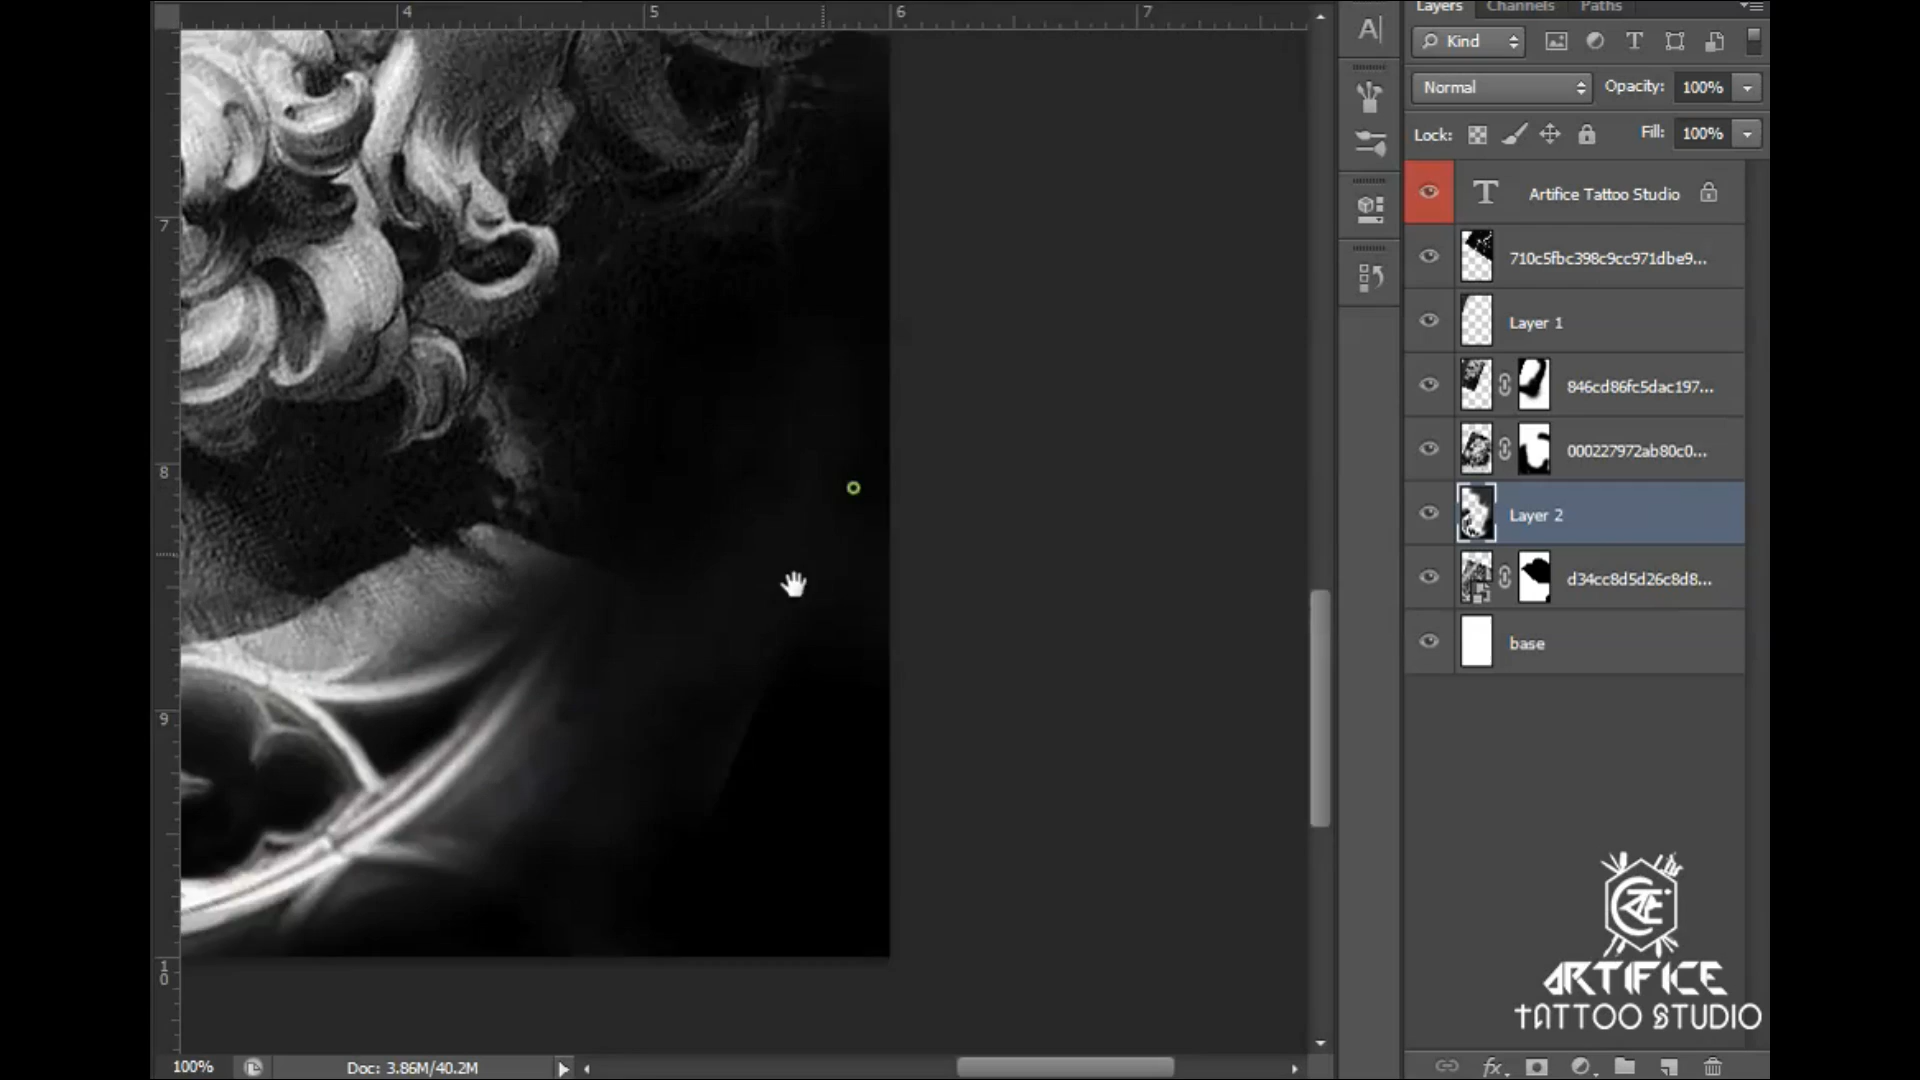 4 5 6 7
7
8
9
10
A|
Layers Channels Paths
Kind T
Normal Opacity: 100%
Lock: Fill: 100%
T Artifice Tattoo Studio
710c5fbc398c9cc971dbe9...
Layer 1
846cd86fc5dac197...
000227972ab80c0...
Layer 2
d34cc8d5d26c8d8...
base
ARTIFICE
TATTOO STUDIO
100% Doc: 3.86M/40.2M
fx